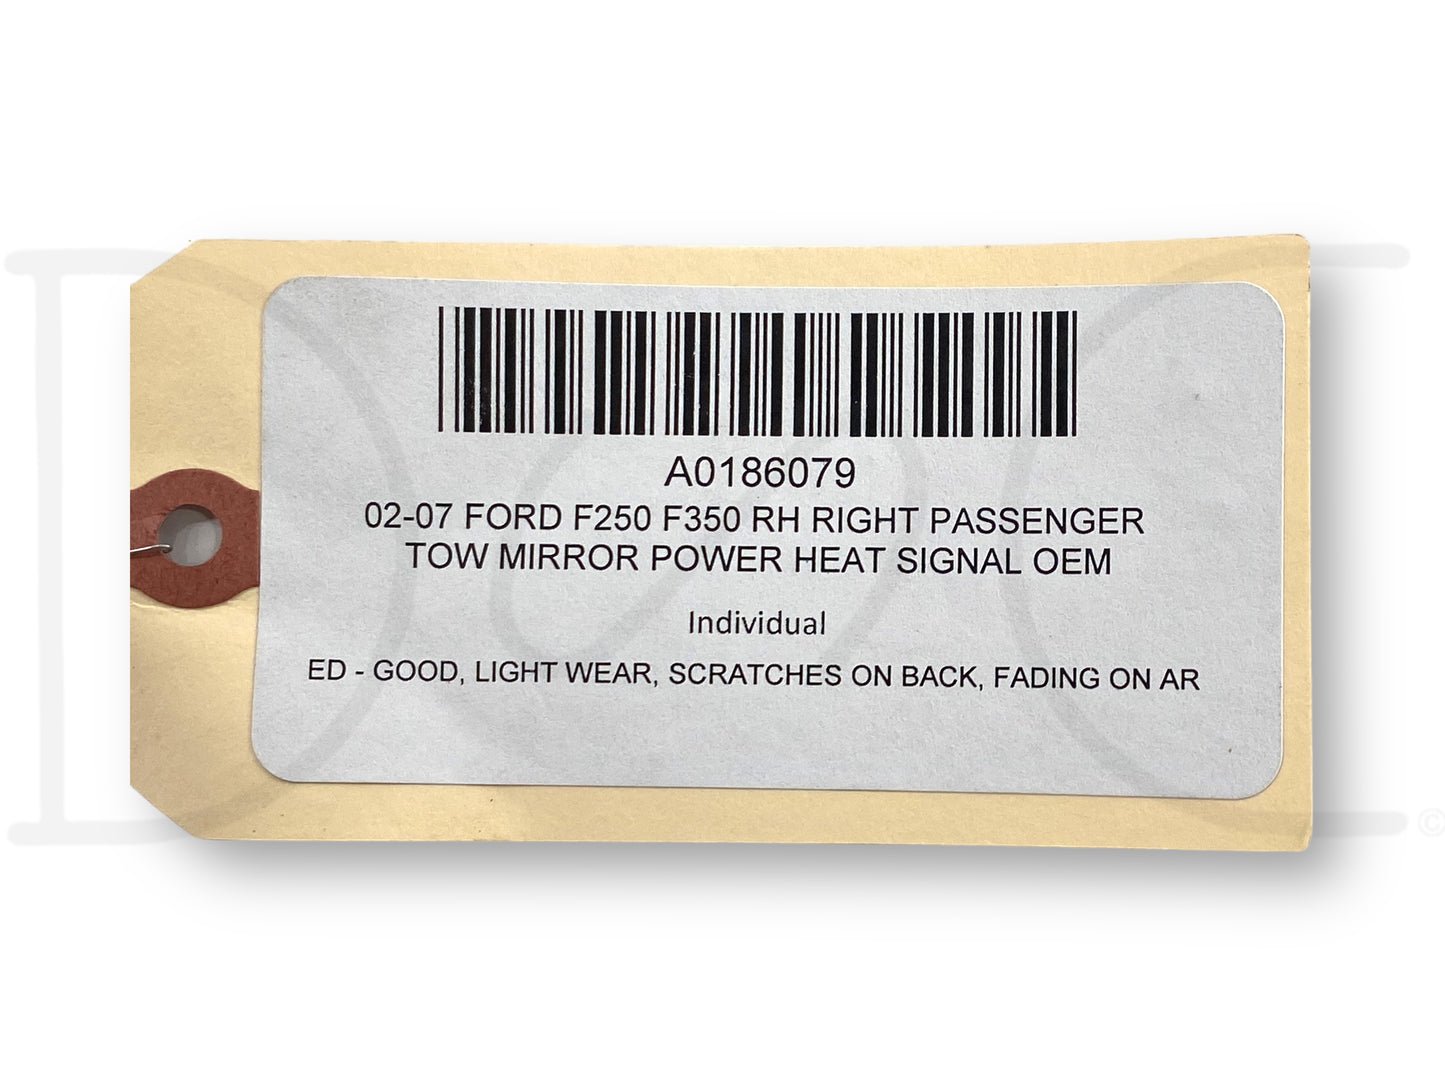 A0186079
02-07 FORD F250 F350 RH RIGHT PASSENGER
TOW MIRROR POWER HEAT SIGNAL OEM
Individual
ED - GOOD, LIGHT WEAR, SCRATCHES ON BACK, FADING ON AR
©